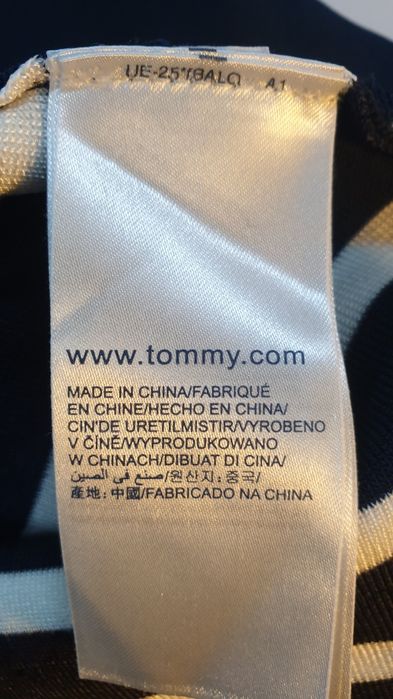 www.tommy.com
MADE IN CHINA/FABRIQUÉ
EN CHINE/HECHO EN CHINA/
CIN'DE URETILMISTIR/VYROBENO
V ČÍNĚ/WYPRODUKOWANO
W CHINACH/DIBUAT DI CINA/
صنع في الصين/원산지:중국/
產地:中國/FABRICADO NA CHINA